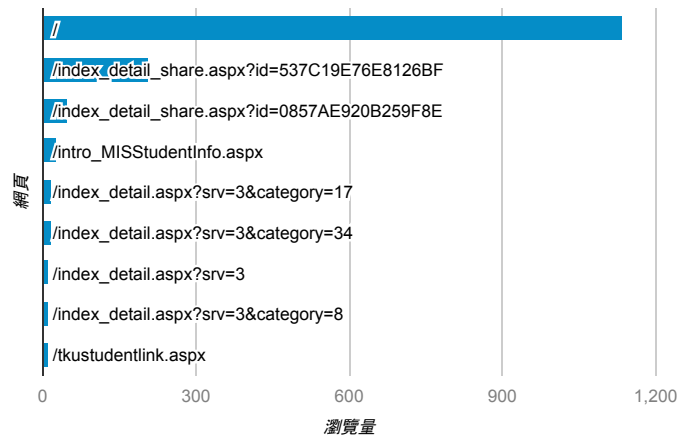 /
/index_detail_share.aspx?id=537C19E76E8126BF
/index_detail_share.aspx?id=0857AE920B259F8E
/intro_MISStudentInfo.aspx
/index_detail.aspx?srv=3&category=17
/index_detail.aspx?srv=3&category=34
/index_detail.aspx?srv=3
/index_detail.aspx?srv=3&category=8
/tkustudentlink.aspx
網頁
0 300 600 900 1,200
瀏覽量